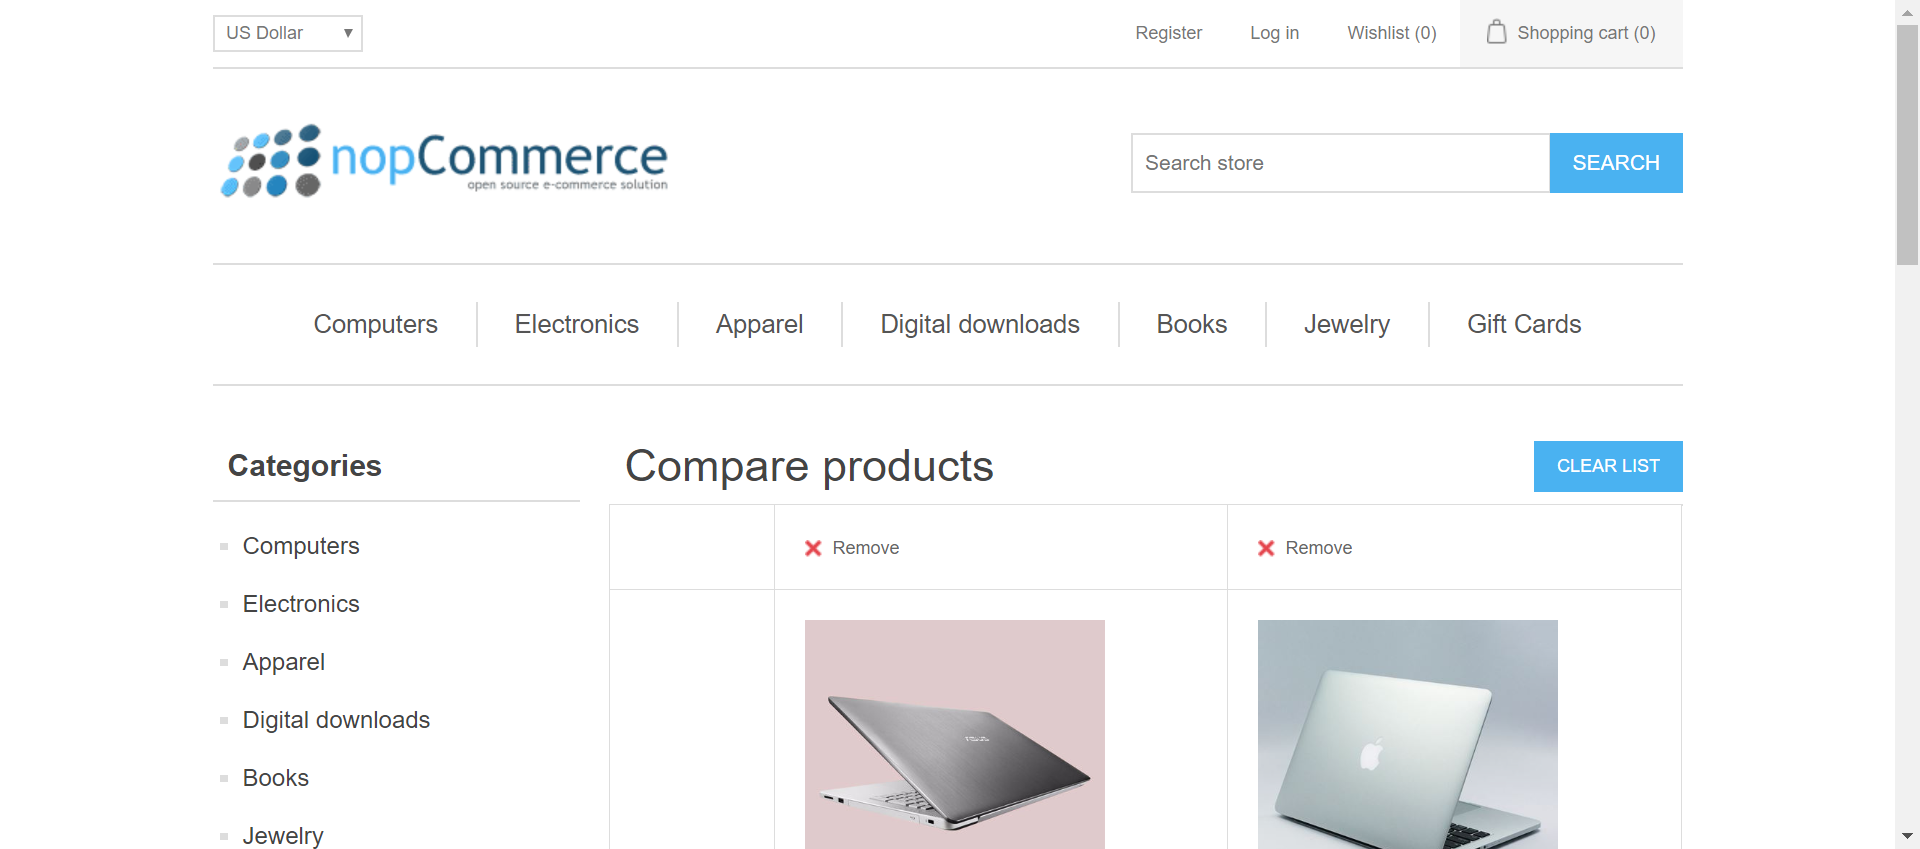 US Dollar ▼ Register Log in Wishlist (0) Shopping cart (0)
nopCommerce
open source e-commerce solution
Search store SEARCH
Computers Electronics Apparel Digital downloads Books Jewelry Gift Cards
Categories
Computers
Electronics
Apparel
Digital downloads
Books
Jewelry
Compare products CLEAR LIST
Remove Remove